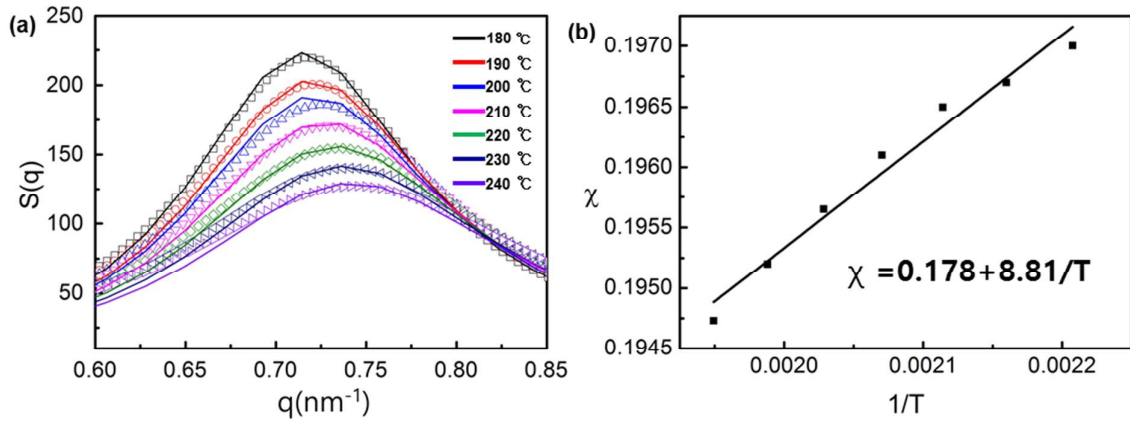 (a)
250
200
150
100
50
S(q)
180 ℃
190 ℃
200 ℃
210 ℃
220 ℃
230 ℃
240 ℃
0.60 0.65 0.70 0.75 0.80 0.85
q(nm⁻¹)
(b)
0.1970
0.1965
0.1960
0.1955
0.1950
0.1945
χ
χ =0.178+8.81/T
0.0020 0.0021 0.0022
1/T